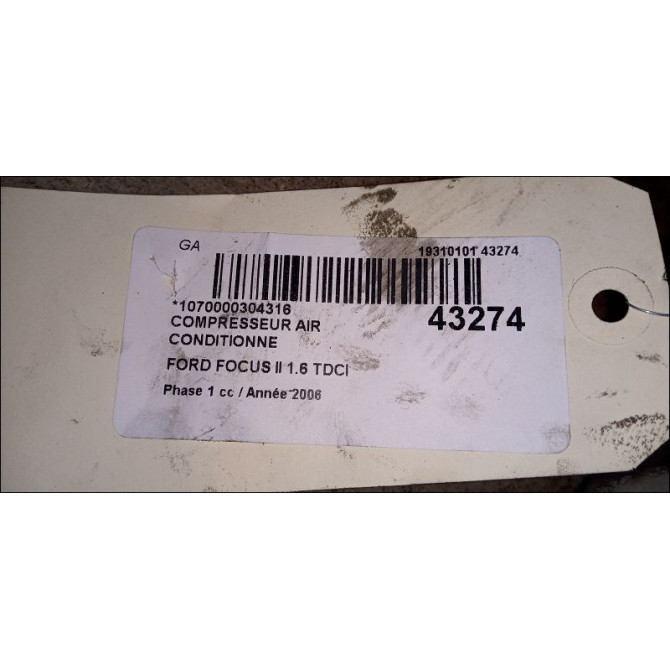 GA
19310101 43274
*1070000304316
43274
COMPRESSEUR AIR
CONDITIONNE
FORD FOCUS II 1.6 TDCI
Phase 1 cc / Année 2006